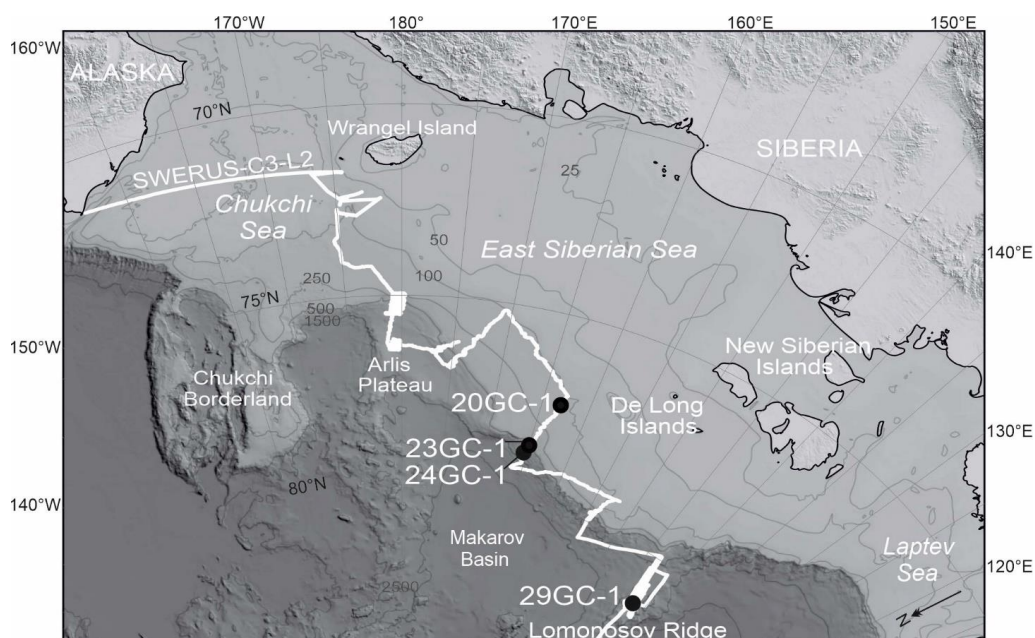 170°W
180°
170°E
160°E
150°E
160°W
ALASKA
70°N
Wrangel Island
SWERUS-C3-L2
25
SIBERIA
Chukchi
Sea
50
East Siberian Sea
140°E
100
250
75°N
500
1500
150°W
Arlis
Plateau
New Siberian
Islands
Chukchi
Borderland
20GC-1
De Long
Islands
130°E
23GC-1
24GC-1
80°N
140°W
Makarov
Basin
Laptev
Sea
120°E
2500
29GC-1
N
Lomonosov Ridge